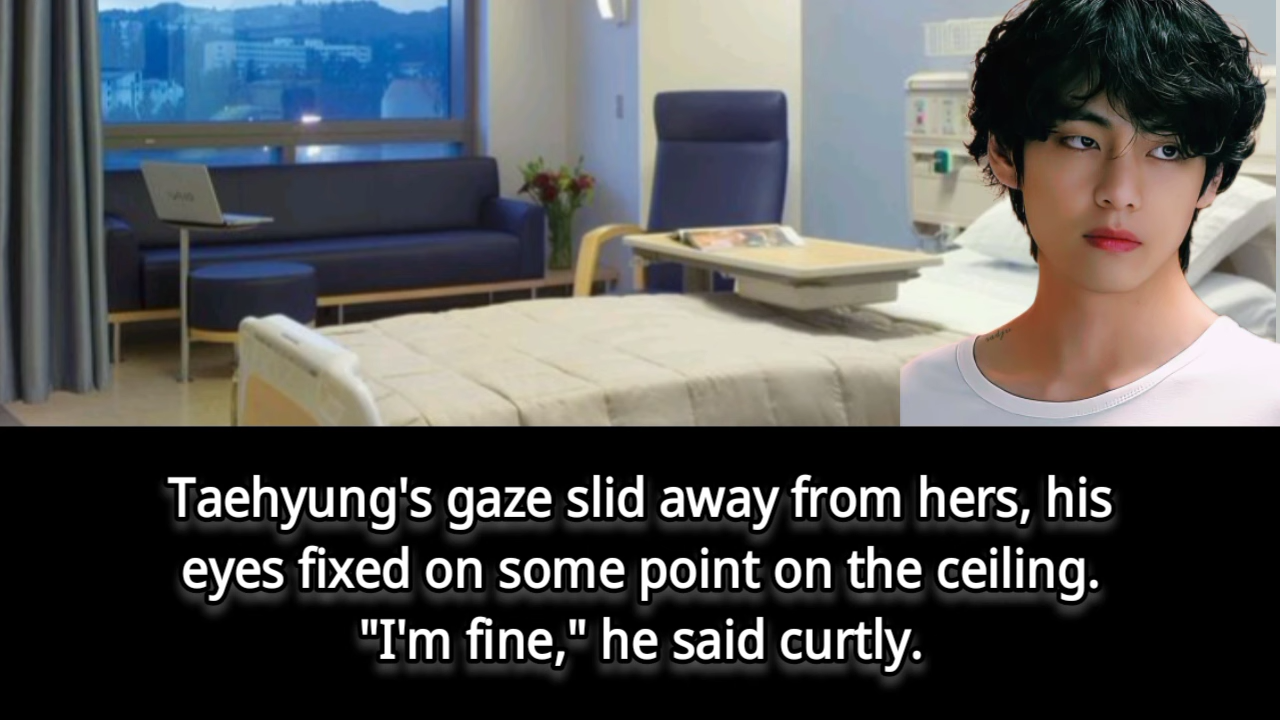 Taehyung's gaze slid away from hers, his
eyes fixed on some point on the ceiling.
"I'm fine," he said curtly.